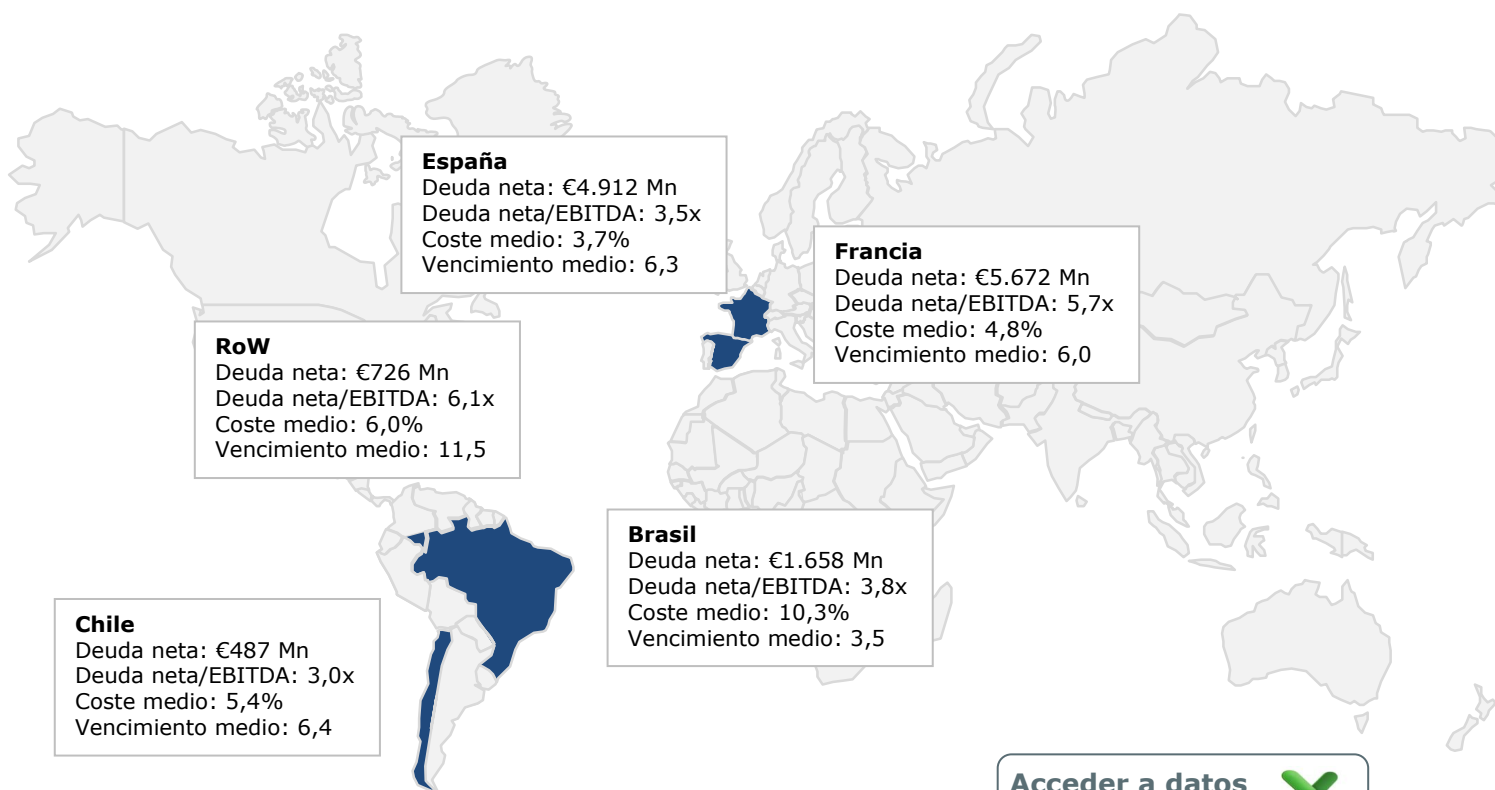 España
Deuda neta: €4.912 Mn
Deuda neta/EBITDA: 3,5x
Coste medio: 3,7%
Vencimiento medio: 6,3
Francia
Deuda neta: €5.672 Mn
Deuda neta/EBITDA: 5,7x
Coste medio: 4,8%
Vencimiento medio: 6,0
RoW
Deuda neta: €726 Mn
Deuda neta/EBITDA: 6,1x
Coste medio: 6,0%
Vencimiento medio: 11,5
Brasil
Deuda neta: €1.658 Mn
Deuda neta/EBITDA: 3,8x
Coste medio: 10,3%
Vencimiento medio: 3,5
Chile
Deuda neta: €487 Mn
Deuda neta/EBITDA: 3,0x
Coste medio: 5,4%
Vencimiento medio: 6,4
Acceder a datos